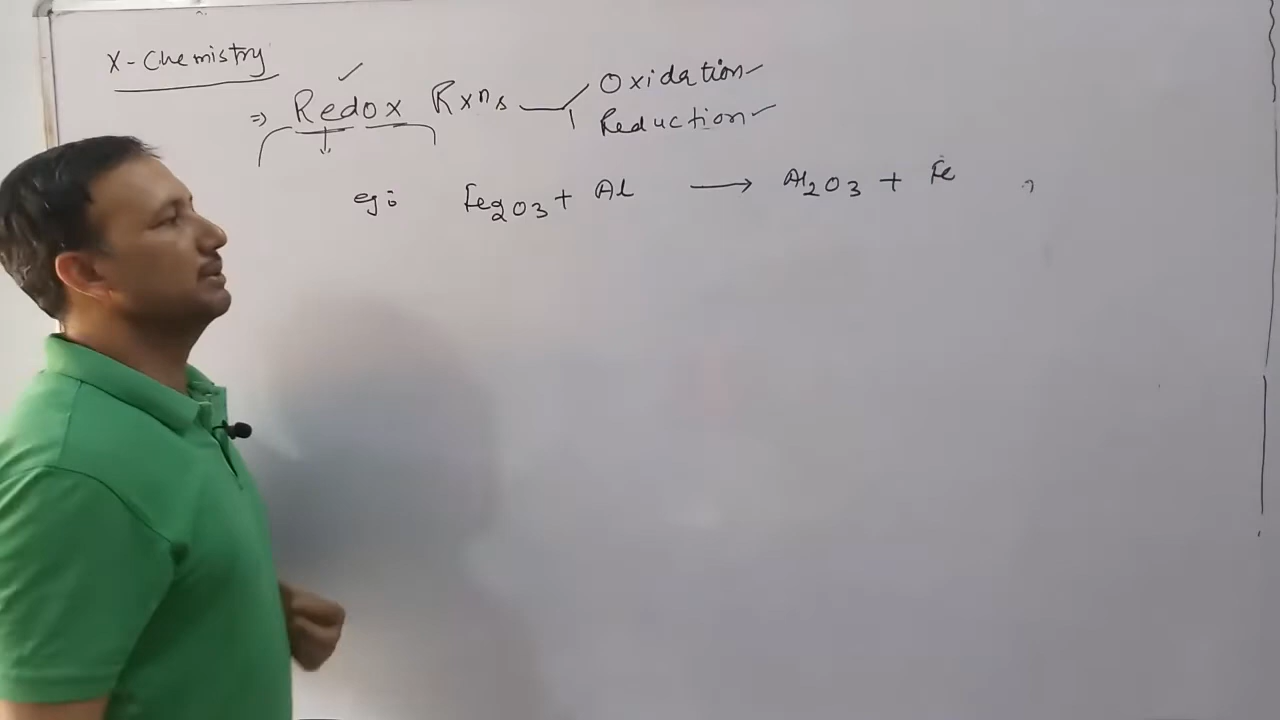 X - Chemistry
⇒ Redox Rxns Oxidation
Reduction
eg: Fe2O3 + Al → Al2O3 + Fe